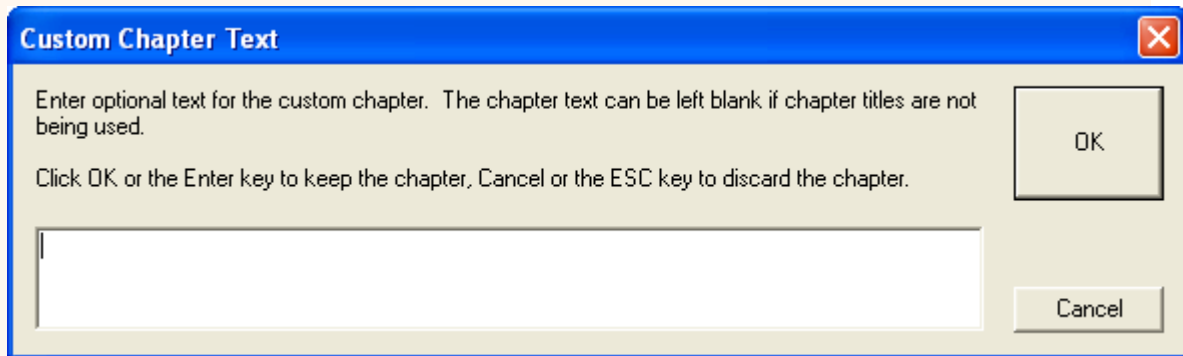 Custom Chapter Text
Enter optional text for the custom chapter.  The chapter text can be left blank if chapter titles are not
being used.
Click OK or the Enter key to keep the chapter, Cancel or the ESC key to discard the chapter.
OK
Cancel